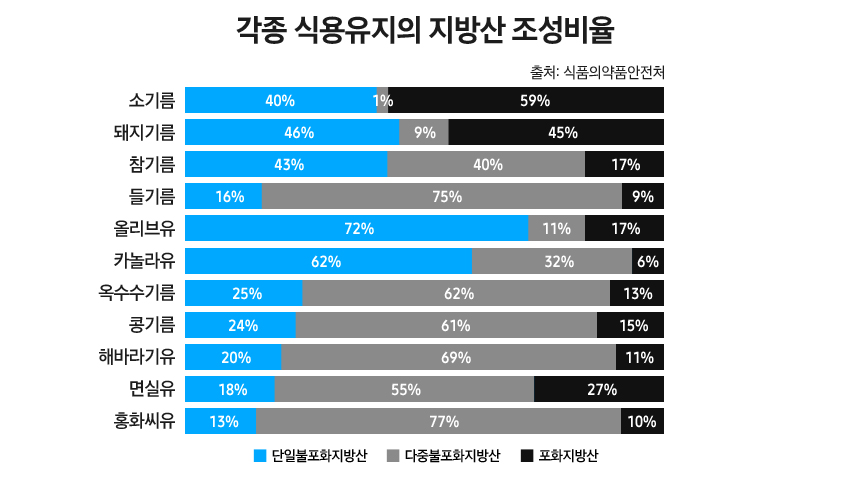 각종 식용유지의 지방산 조성비율
출처: 식품의약품안전처
소기름 40% 1% 59%
돼지기름 46% 9% 45%
참기름 43% 40% 17%
들기름 16% 75% 9%
올리브유 72% 11% 17%
카놀라유 62% 32% 6%
옥수수기름 25% 62% 13%
콩기름 24% 61% 15%
해바라기유 20% 69% 11%
면실유 18% 55% 27%
홍화씨유 13% 77% 10%
단일불포화지방산 다중불포화지방산 포화지방산